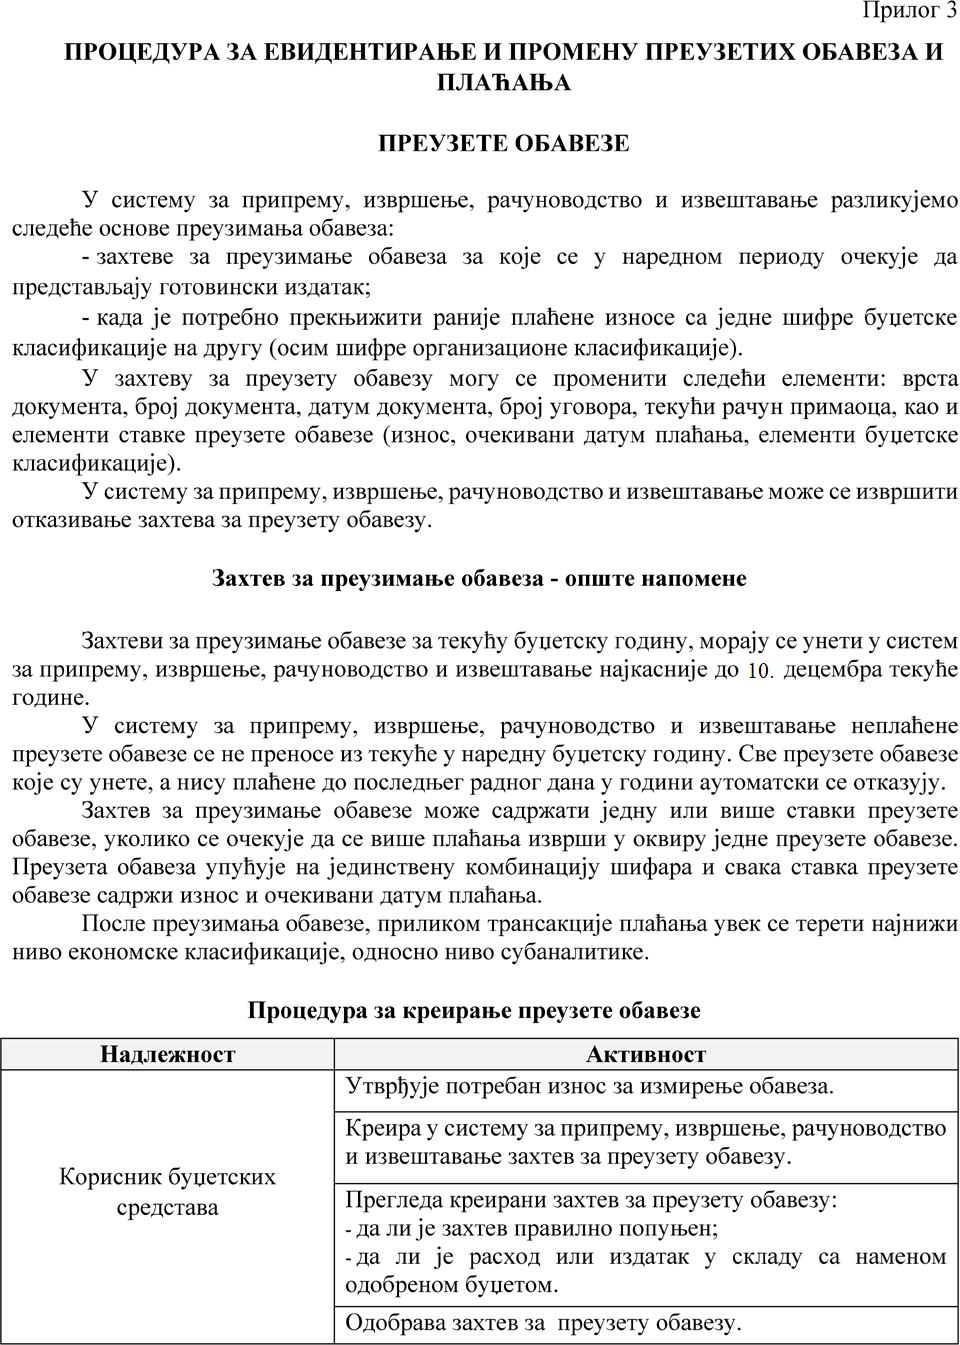 Прилог 3
ПРОЦЕДУРА ЗА ЕВИДЕНТИРАЊЕ И ПРОМЕНУ ПРЕУЗЕТИХ ОБАВЕЗА И
ПЛАЋАЊА
ПРЕУЗЕТЕ ОБАВЕЗЕ
У систему за припрему, извршење, рачуноводство и извештавање разликујемо
следеће основе преузимања обавеза:
- захтеве за преузимање обавеза за које се у наредном периоду очекује да
представљају готовински издатак;
- када је потребно прекњижити раније плаћене износе са једне шифре буџетске
класификације на другу (осим шифре организационе класификације).
У захтеву за преузету обавезу могу се променити следећи елементи: врста
документа, број документа, датум документа, број уговора, текући рачун примаоца, као и
елементи ставке преузете обавезе (износ, очекивани датум плаћања, елементи буџетске
класификације).
У систему за припрему, извршење, рачуноводство и извештавање може се извршити
отказивање захтева за преузету обавезу.
Захтев за преузимање обавеза - опште напомене
Захтеви за преузимање обавезе за текућу буџетску годину, морају се унети у систем
за припрему, извршење, рачуноводство и извештавање најкасније до 10. децембра текуће
године.
У систему за припрему, извршење, рачуноводство и извештавање неплаћене
преузете обавезе се не преносе из текуће у наредну буџетску годину. Све преузете обавезе
које су унете, а нису плаћене до последњег радног дана у години аутоматски се отказују.
Захтев за преузимање обавезе може садржати једну или више ставки преузете
обавезе, уколико се очекује да се више плаћања изврши у оквиру једне преузете обавезе.
Преузета обавеза упућује на јединствену комбинацију шифара и свака ставка преузете
обавезе садржи износ и очекивани датум плаћања.
После преузимања обавезе, приликом трансакције плаћања увек се терети најнижи
ниво економске класификације, односно ниво субаналитике.
Процедура за креирање преузете обавезе
Надлежност
Активност
Корисник буџетских
средстава
Утврђује потребан износ за измирење обавеза.
Креира у систему за припрему, извршење, рачуноводство
и извештавање захтев за преузету обавезу.
Прегледа креирани захтев за преузету обавезу:
- да ли је захтев правилно попуњен;
- да ли је расход или издатак у складу са наменом
одобреном буџетом.
Одобрава захтев за преузету обавезу.